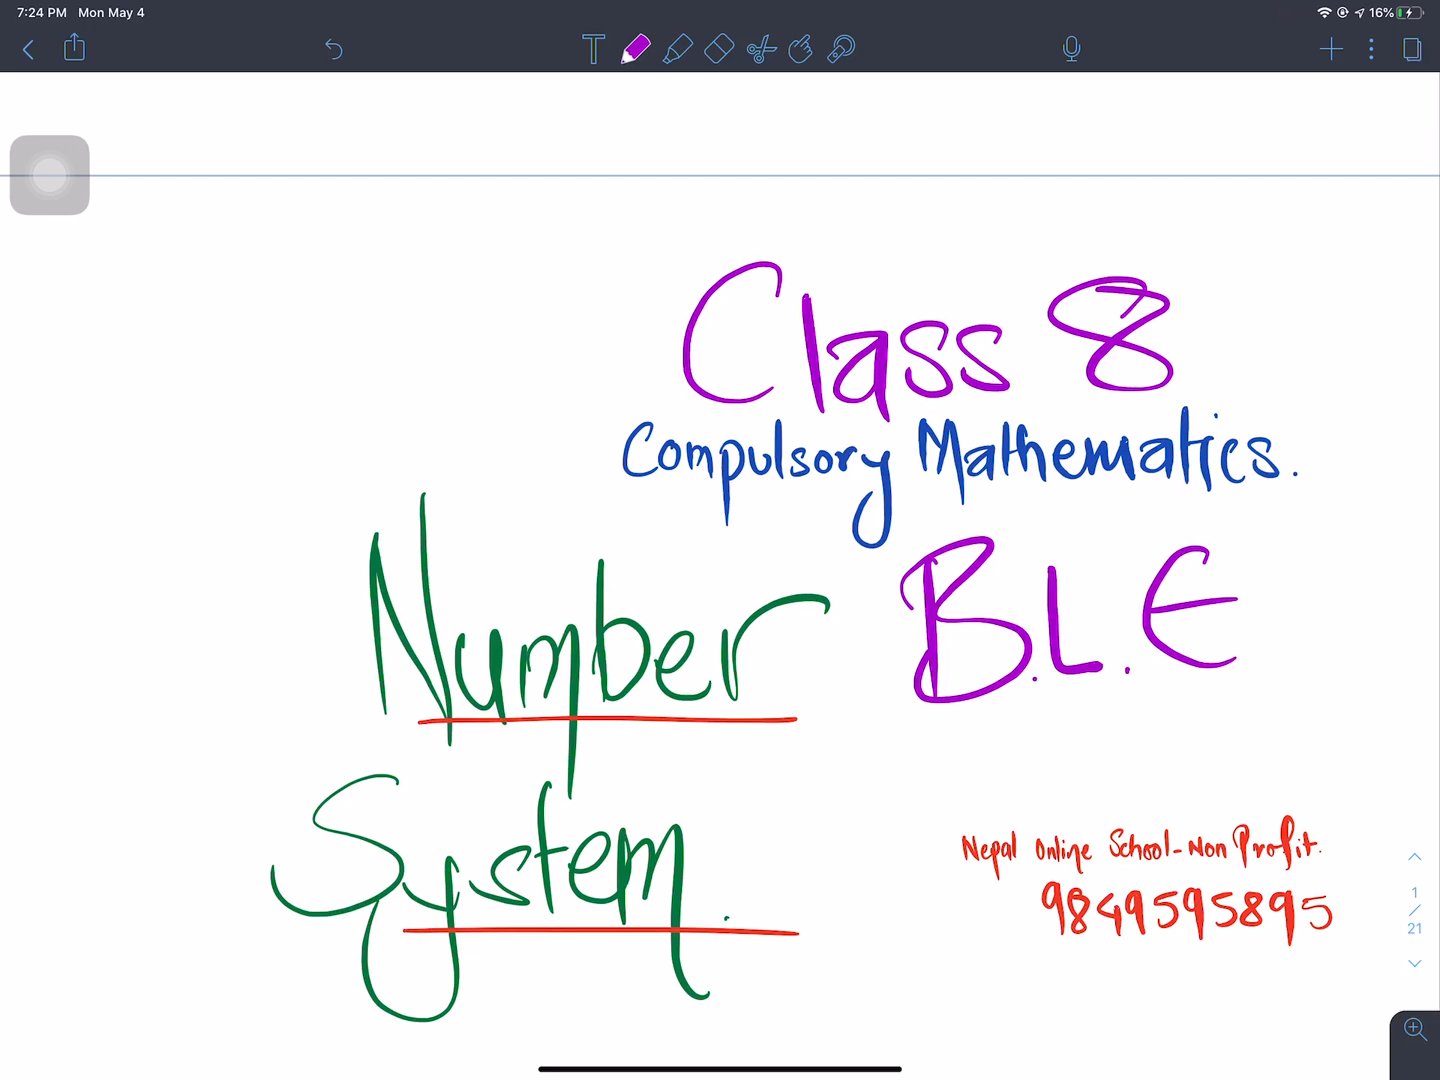 7:24 PM Mon May 4
16%
Class 8
Compulsory Mathematics.
Number B.L.E
System.
Nepal Online School-Non Profit.
9849595895
1
/
21